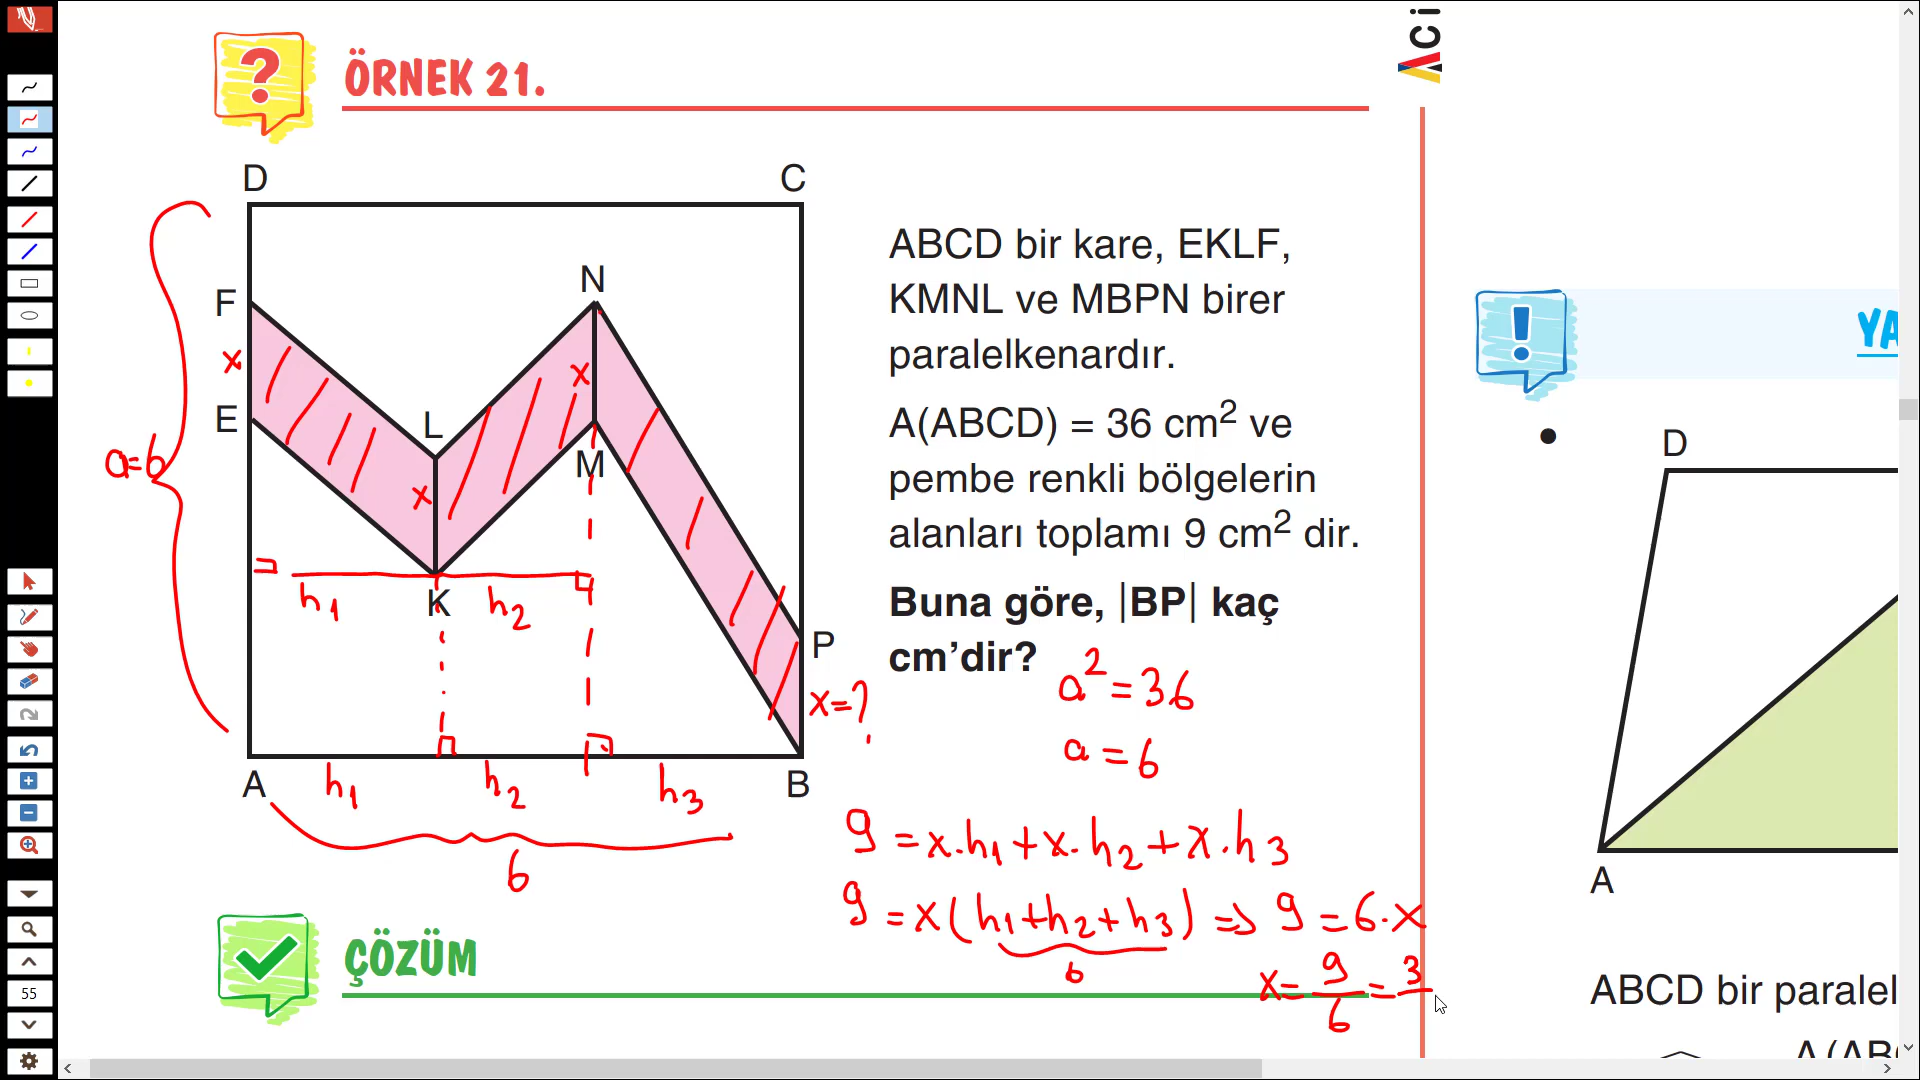 ÖRNEK 21.
ACi
D C
F
x
E
L
x
N
x
M
K
P
x=?
A B
a=6
h1 h2
h1 h2 h3
6
ABCD bir kare, EKLF,
KMNL ve MBPN birer
paralelkenardır.
A(ABCD) = 36 cm² ve
pembe renkli bölgelerin
alanları toplamı 9 cm² dir.
Buna göre, |BP| kaç
cm’dir?
a² = 36
a = 6
9 = x.h1 + x.h2 + x.h3
9 = x(h1+h2+h3) => 9 = 6.x
6
x = 9/6 = 3
ÇÖZÜM
YA
D
A
ABCD bir paralel
55